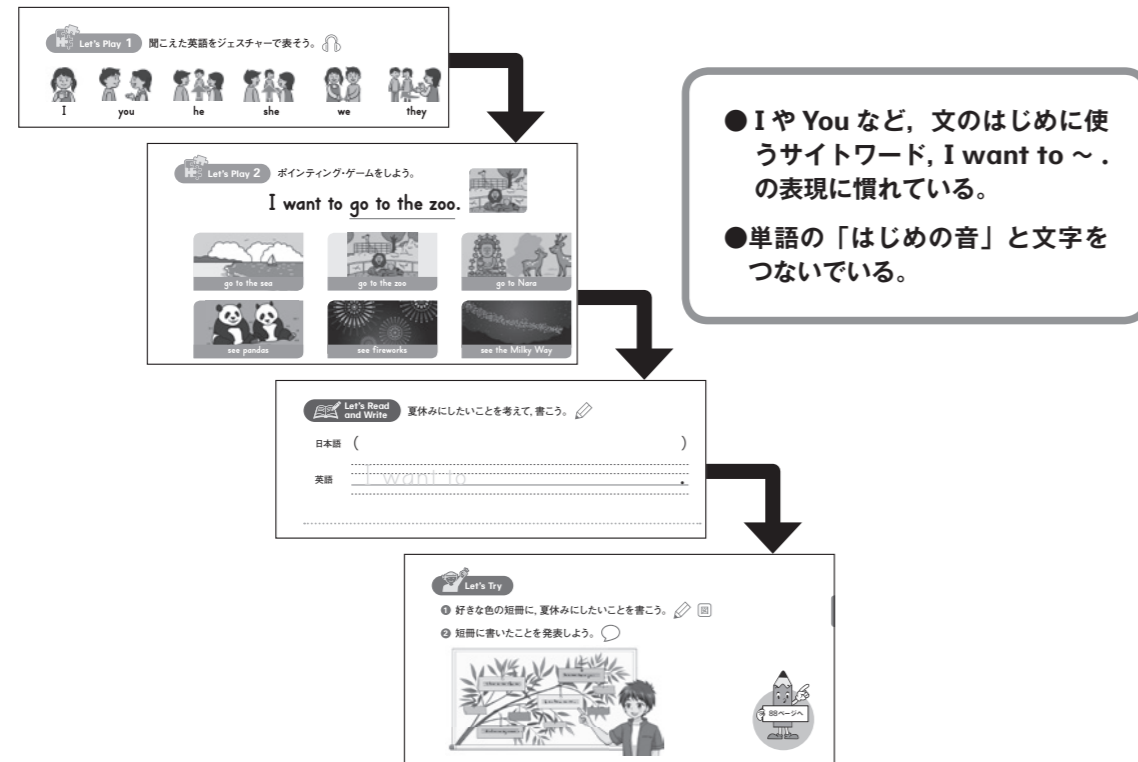 Let's Play 1 聞こえた英語をジェスチャーで表そう。
I you he she we they
Let's Play 2 ポインティング・ゲームをしよう。
I want to go to the zoo.
go to the sea go to the zoo go to Nara
see pandas see fireworks see the Milky Way
Let's Read
and Write 夏休みにしたいことを考えて,書こう。
日本語 ( )
英語 I want to .
Let's Try
❶ 好きな色の短冊に,夏休みにしたいことを書こう。
❷ 短冊に書いたことを発表しよう。
88ページへ
● I や You など,文のはじめに使
うサイトワード, I want to ~ .
の表現に慣れている。
●単語の「はじめの音」と文字を
つないでいる。